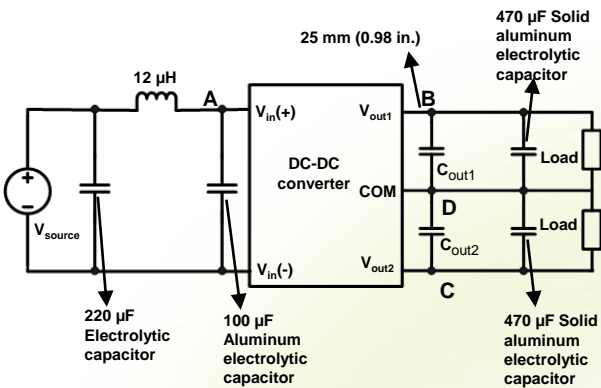 470 µF Solid
aluminum
electrolytic
capacitor
25 mm (0.98 in.)
12 µH
A
B
Vin(+)
Vout1
DC-DC
converter
Cout1
Load
COM
D
Vsource
Cout2
Load
Vin(-)
Vout2
C
220 µF
Electrolytic
capacitor
100 µF
Aluminum
electrolytic
capacitor
470 µF Solid
aluminum
electrolytic
capacitor